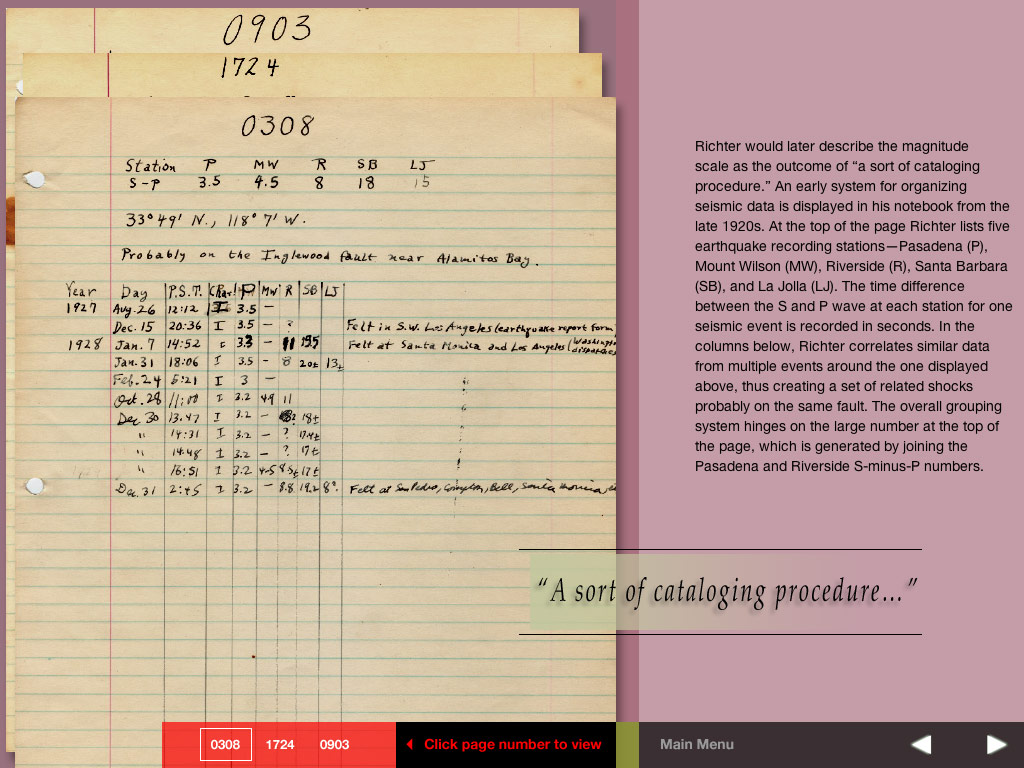 0903
1724
0308
Station P MW R SB LJ
S-P 3.5 4.5 8 18 15
33° 49' N., 118° 7' W.
Probably on the Inglewood fault near Alamitos Bay.
Year Day P.S.T. Char. P MW R SB LJ
1927 Aug. 26 12:12 I 3.5 —
Dec. 15 20:36 I 3.5 — ? Felt in S.W. Los Angeles (earthquake report form
1928 Jan. 7 14:52 3.3 — 11 Felt at Santa Monica and Los Angeles
Jan. 31 18:06 I 3.5 — 8 20± 13±
Feb. 24 5:21 I 3 —
Oct. 28 11:00 I 3.2 49 11
Dec 30 13:47 I 3.2 — 18±
" 14:31 I 3.2 — ? 17.4±
" 14:48 I 3.2 — ? 17±
" 16:51 I 3.2 4.5 8.5± 17±
Dec. 31 2:45 I 3.2 — 8.8 19.2 Felt at San Pedro, Compton, Bell, Santa Monica,
Richter would later describe the magnitude
scale as the outcome of “a sort of cataloging
procedure.” An early system for organizing
seismic data is displayed in his notebook from the
late 1920s. At the top of the page Richter lists five
earthquake recording stations—Pasadena (P),
Mount Wilson (MW), Riverside (R), Santa Barbara
(SB), and La Jolla (LJ). The time difference
between the S and P wave at each station for one
seismic event is recorded in seconds. In the
columns below, Richter correlates similar data
from multiple events around the one displayed
above, thus creating a set of related shocks
probably on the same fault. The overall grouping
system hinges on the large number at the top of
the page, which is generated by joining the
Pasadena and Riverside S-minus-P numbers.
“A sort of cataloging procedure...”
0308 1724 0903 Click page number to view Main Menu